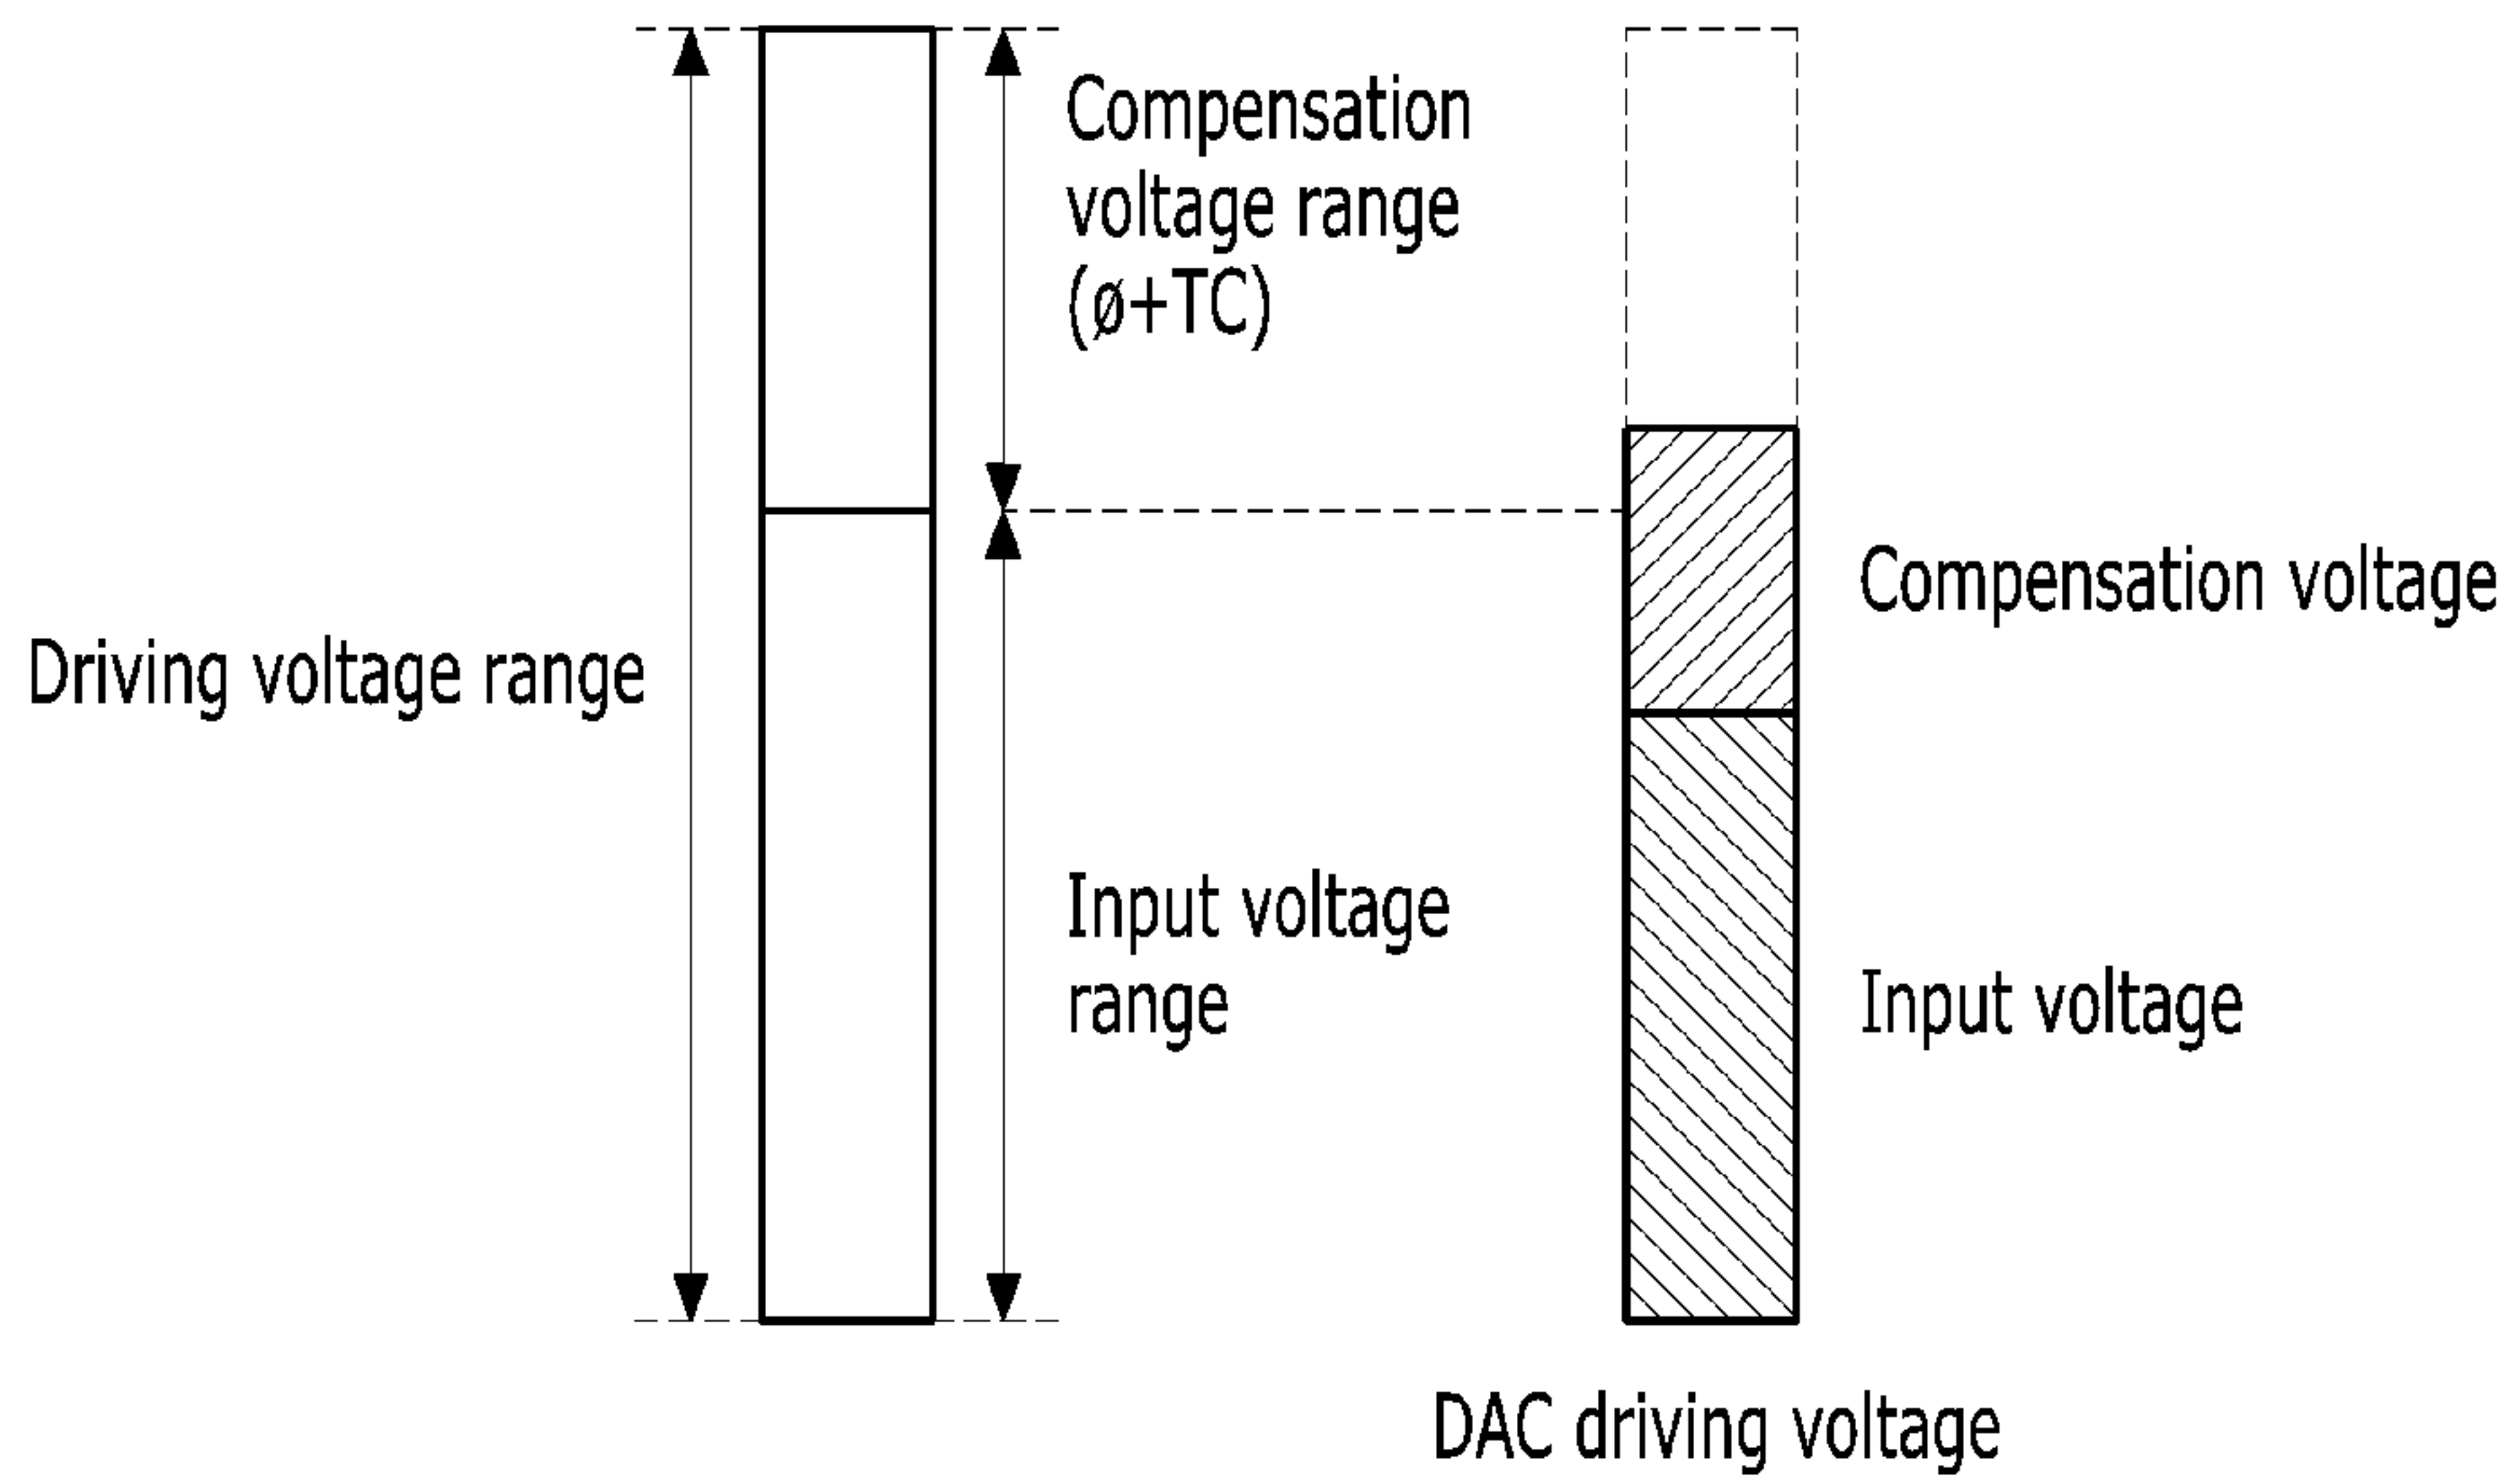 Compensation
voltage range
(ø+TC)
Compensation voltage
Driving voltage range
Input voltage
range
Input voltage
DAC driving voltage